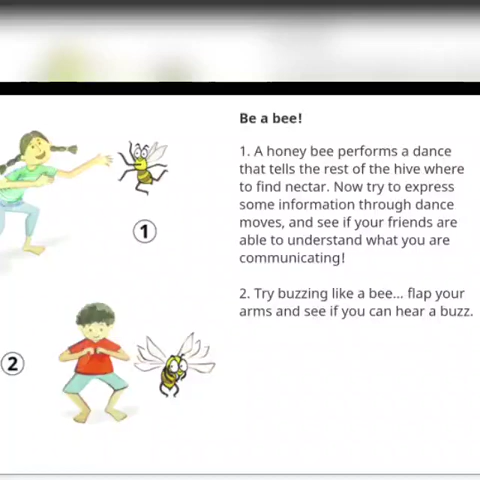 Be a bee!
1. A honey bee performs a dance
that tells the rest of the hive where
to find nectar. Now try to express
some information through dance
moves, and see if your friends are
able to understand what you are
communicating!
2. Try buzzing like a bee... flap your
arms and see if you can hear a buzz.
1
2